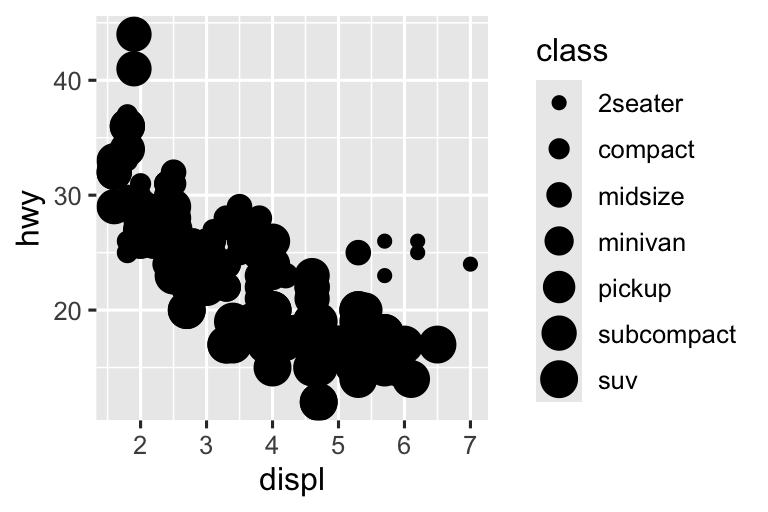 hwy
40
30
20
2 3 4 5 6 7
displ
class
2seater
compact
midsize
minivan
pickup
subcompact
suv